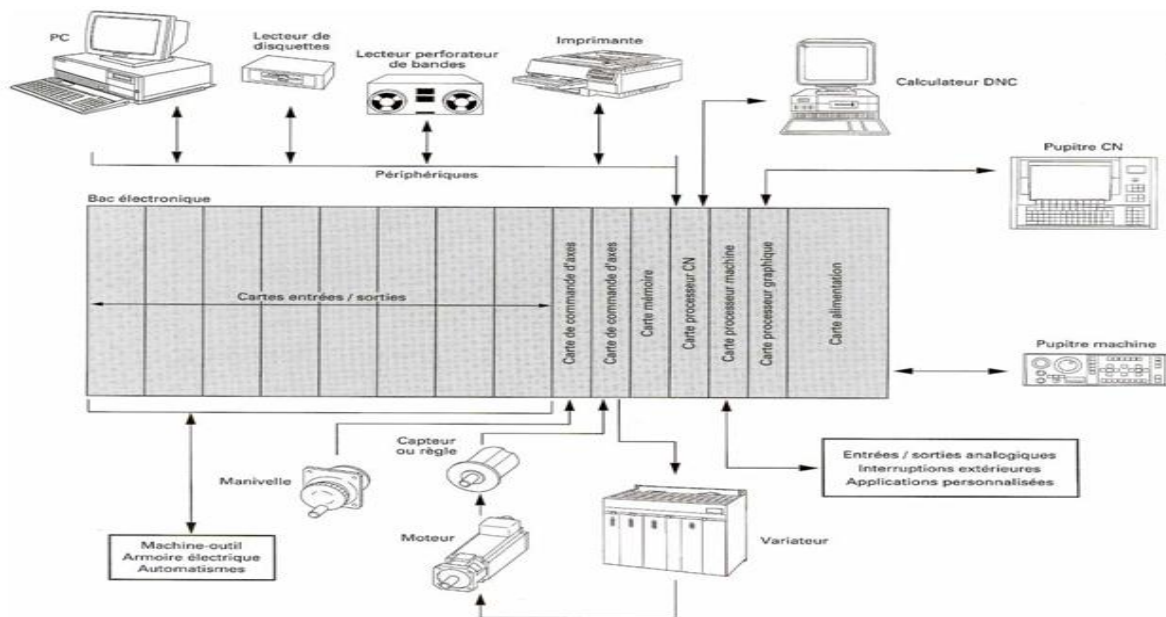 PC
Lecteur de
disquettes
Lecteur perforateur
de bandes
Imprimante
Calculateur DNC
Pupitre CN
Périphériques
Bac électronique
Cartes entrées / sorties
Carte de commande d'axes
Carte de commande d'axes
Carte mémoire
Carte processeur CN
Carte processeur machine
Carte processeur graphique
Carte alimentation
Pupitre machine
Capteur
ou règle
Manivelle
Entrées / sorties analogiques
Interruptions extérieures
Applications personnalisées
Machine-outil
Armoire électrique
Automatismes
Moteur
Variateur